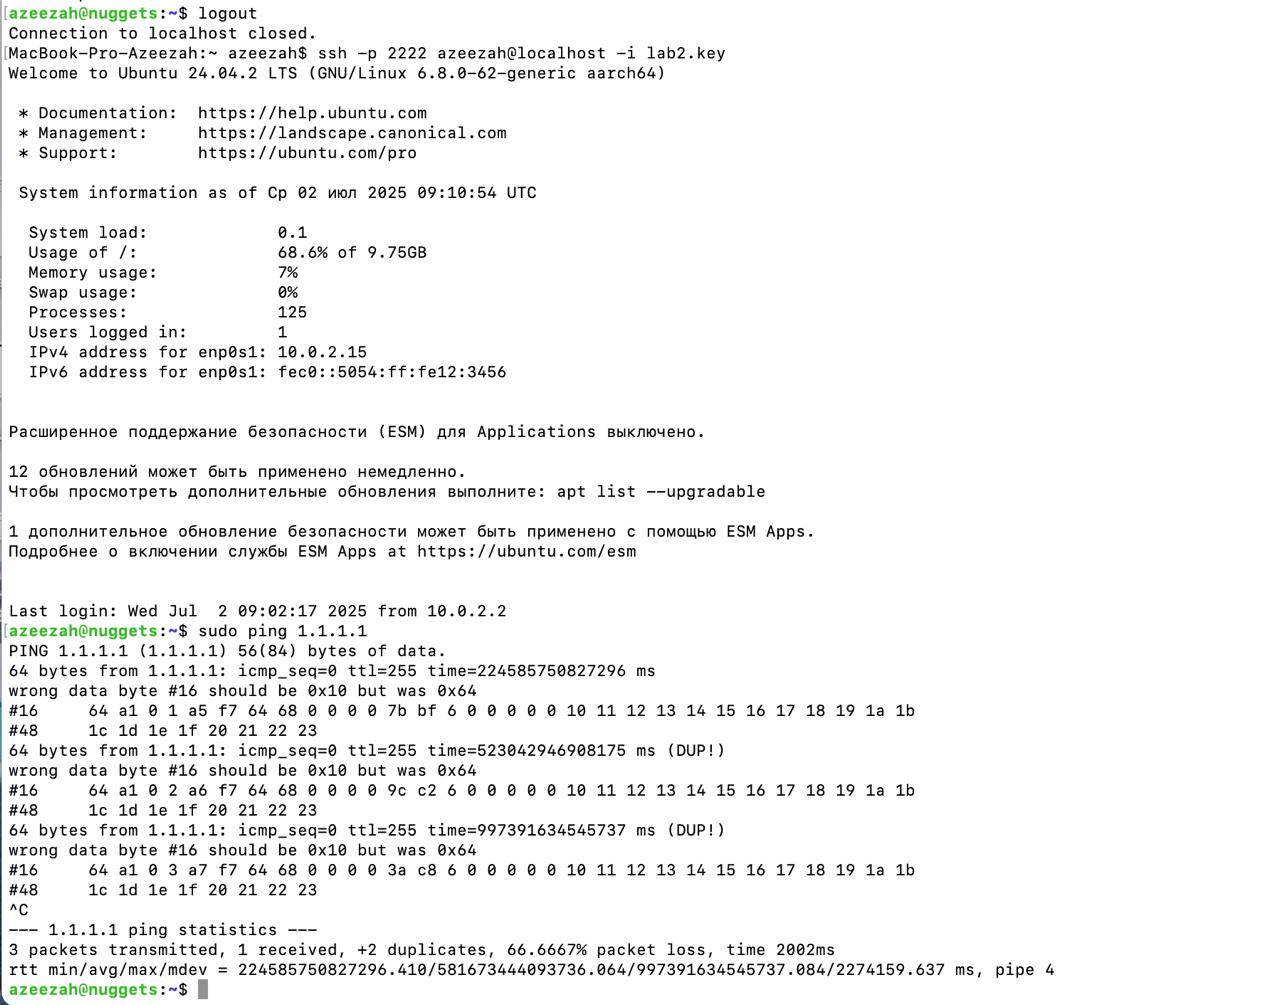 azeezah@nuggets:~$ logout
Connection to localhost closed.
MacBook-Pro-Azeezah:~ azeezah$ ssh -p 2222 azeezah@localhost -i lab2.key
Welcome to Ubuntu 24.04.2 LTS (GNU/Linux 6.8.0-62-generic aarch64)
* Documentation:  https://help.ubuntu.com
* Management:     https://landscape.canonical.com
* Support:        https://ubuntu.com/pro
System information as of Ср 02 июл 2025 09:10:54 UTC
System load:             0.1
Usage of /:              68.6% of 9.75GB
Memory usage:            7%
Swap usage:              0%
Processes:               125
Users logged in:         1
IPv4 address for enp0s1: 10.0.2.15
IPv6 address for enp0s1: fec0::5054:ff:fe12:3456
Расширенное поддержание безопасности (ESM) для Applications выключено.
12 обновлений может быть применено немедленно.
Чтобы просмотреть дополнительные обновления выполните: apt list --upgradable
1 дополнительное обновление безопасности может быть применено с помощью ESM Apps.
Подробнее о включении службы ESM Apps at https://ubuntu.com/esm
Last login: Wed Jul  2 09:02:17 2025 from 10.0.2.2
azeezah@nuggets:~$ sudo ping 1.1.1.1
PING 1.1.1.1 (1.1.1.1) 56(84) bytes of data.
64 bytes from 1.1.1.1: icmp_seq=0 ttl=255 time=224585750827296 ms
wrong data byte #16 should be 0x10 but was 0x64
#16     64 a1 0 1 a5 f7 64 68 0 0 0 0 7b bf 6 0 0 0 0 0 10 11 12 13 14 15 16 17 18 19 1a 1b
#48     1c 1d 1e 1f 20 21 22 23
64 bytes from 1.1.1.1: icmp_seq=0 ttl=255 time=523042946908175 ms (DUP!)
wrong data byte #16 should be 0x10 but was 0x64
#16     64 a1 0 2 a6 f7 64 68 0 0 0 0 9c c2 6 0 0 0 0 0 10 11 12 13 14 15 16 17 18 19 1a 1b
#48     1c 1d 1e 1f 20 21 22 23
64 bytes from 1.1.1.1: icmp_seq=0 ttl=255 time=997391634545737 ms (DUP!)
wrong data byte #16 should be 0x10 but was 0x64
#16     64 a1 0 3 a7 f7 64 68 0 0 0 0 3a c8 6 0 0 0 0 0 10 11 12 13 14 15 16 17 18 19 1a 1b
#48     1c 1d 1e 1f 20 21 22 23
^C
--- 1.1.1.1 ping statistics ---
3 packets transmitted, 1 received, +2 duplicates, 66.6667% packet loss, time 2002ms
rtt min/avg/max/mdev = 224585750827296.410/581673444093736.064/997391634545737.084/2274159.637 ms, pipe 4
azeezah@nuggets:~$